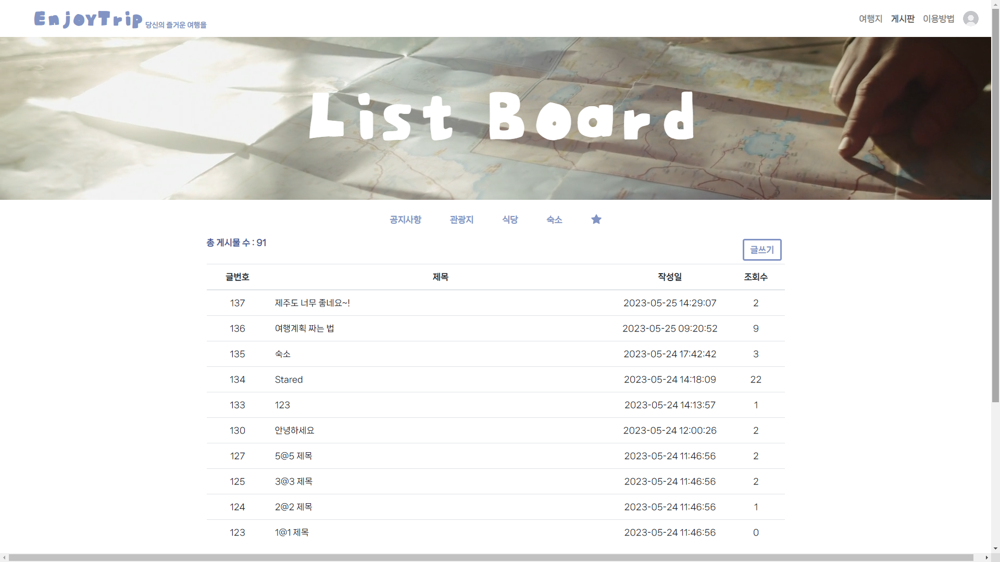 EnjoyTrip 당신의 즐거운 여행을
여행지 게시판 이용방법
List Board
공지사항 관광지 식당 숙소
총 게시물 수 : 91
글쓰기
글번호 제목 작성일 조회수
137 제주도 너무 좋네요~! 2023-05-25 14:29:07 2
136 여행계획 짜는 법 2023-05-25 09:20:52 9
135 숙소 2023-05-24 17:42:42 3
134 Stared 2023-05-24 14:18:09 22
133 123 2023-05-24 14:13:57 1
130 안녕하세요 2023-05-24 12:00:26 2
127 5@5 제목 2023-05-24 11:46:56 2
125 3@3 제목 2023-05-24 11:46:56 2
124 2@2 제목 2023-05-24 11:46:56 1
123 1@1 제목 2023-05-24 11:46:56 0